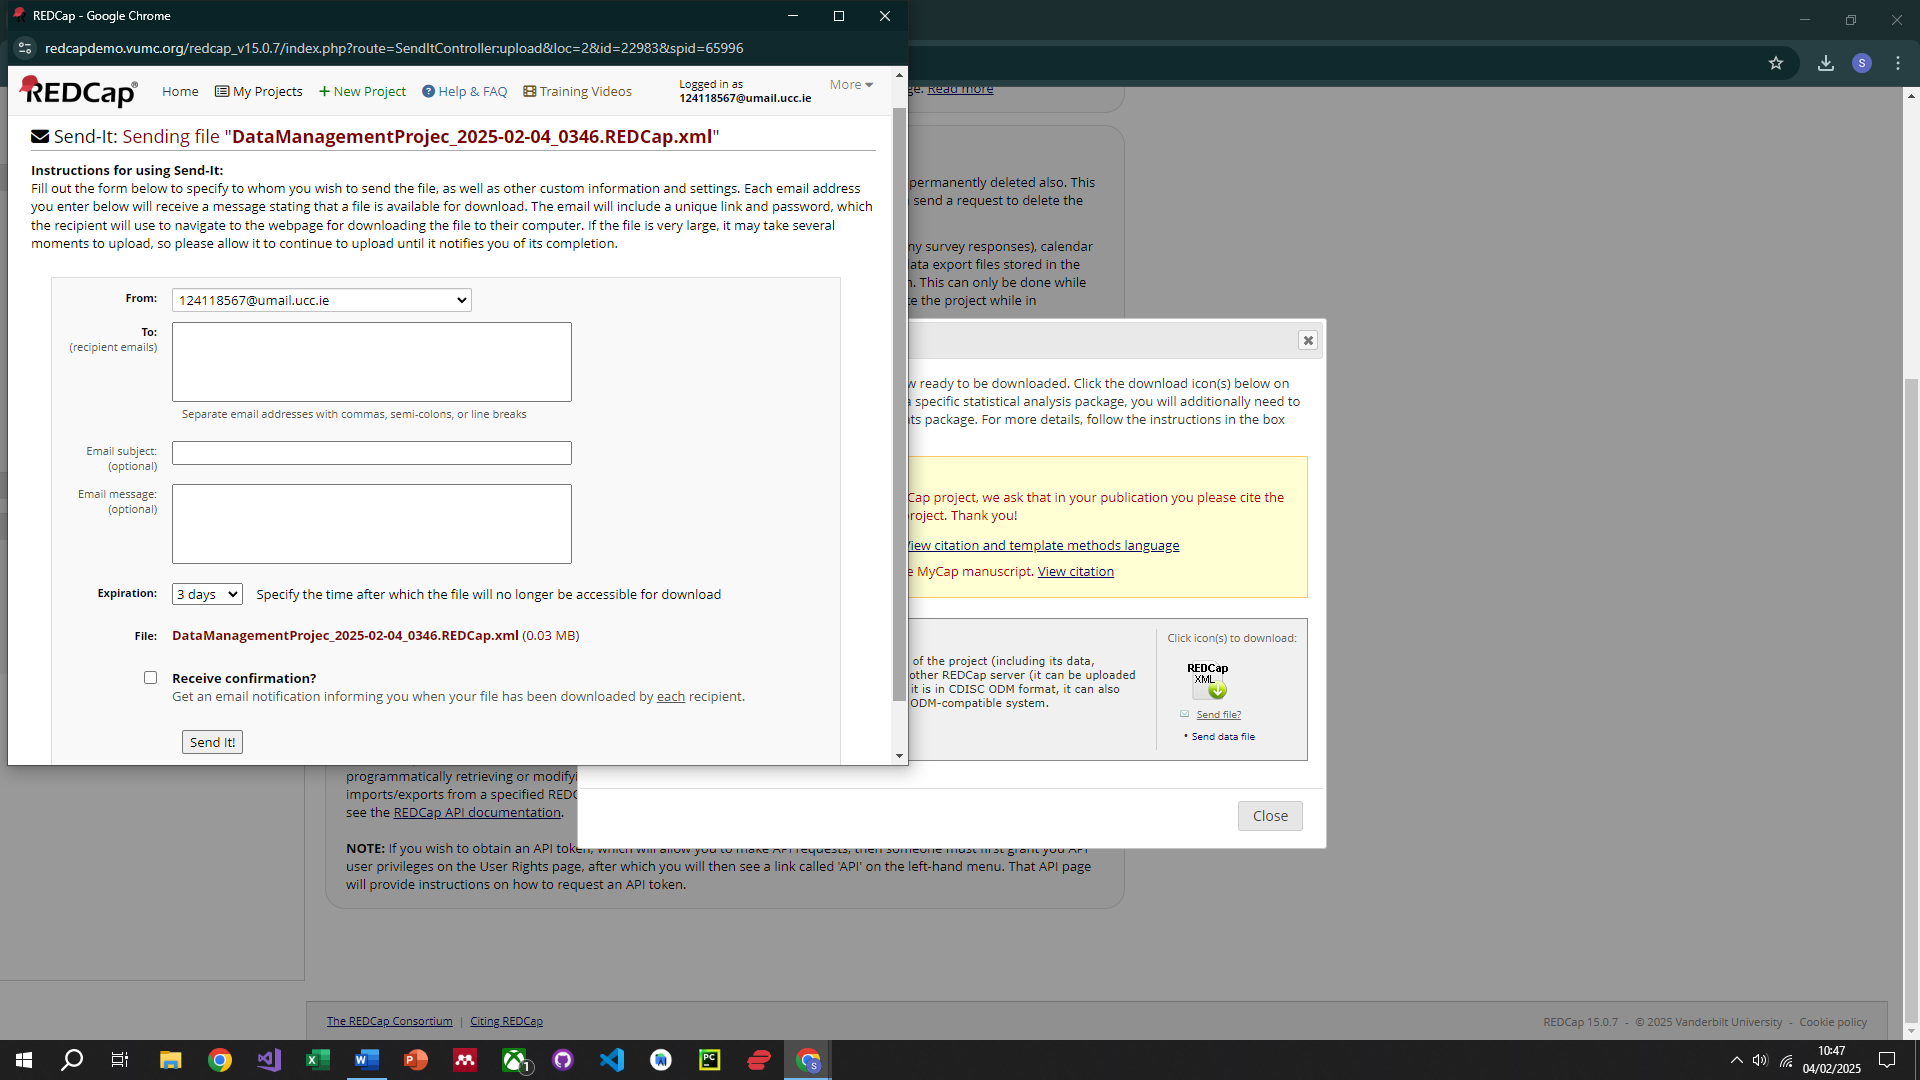 REDCap - Google Chrome
redcapdemo.vumc.org/redcap_v15.0.7/index.php?route=SendItController:upload&loc=2&id=22983&spid=65996
REDCap
Home
My Projects
New Project
Help & FAQ
Training Videos
Logged in as
124118567@umail.ucc.ie
More
Send-It: Sending file "DataManagementProjec_2025-02-04_0346.REDCap.xml"
Instructions for using Send-It:
Fill out the form below to specify to whom you wish to send the file, as well as other custom information and settings. Each email address
you enter below will receive a message stating that a file is available for download. The email will include a unique link and password, which
the recipient will use to navigate to the webpage for downloading the file to their computer. If the file is very large, it may take several
moments to upload, so please allow it to continue to upload until it notifies you of its completion.
From:
124118567@umail.ucc.ie
To:
(recipient emails)
Separate email addresses with commas, semi-colons, or line breaks
Email subject:
(optional)
Email message:
(optional)
Expiration:
3 days
Specify the time after which the file will no longer be accessible for download
File:
DataManagementProjec_2025-02-04_0346.REDCap.xml (0.03 MB)
Receive confirmation?
Get an email notification informing you when your file has been downloaded by each recipient.
Send It!
S
ge. Read more
permanently deleted also. This
send a request to delete the
ny survey responses), calendar
ata export files stored in the
n. This can only be done while
te the project while in
w ready to be downloaded. Click the download icon(s) below on
a specific statistical analysis package, you will additionally need to
ts package. For more details, follow the instructions in the box
Cap project, we ask that in your publication you please cite the
project. Thank you!
View citation and template methods language
e MyCap manuscript. View citation
of the project (including its data,
other REDCap server (it can be uploaded
it is in CDISC ODM format, it can also
ODM-compatible system.
Click icon(s) to download:
REDCap
XML
Send file?
• Send data file
Close
programmatically retrieving or modifyi
imports/exports from a specified REDC
see the REDCap API documentation.
NOTE: If you wish to obtain an API token, which will allow you to make API requests, then someone must first grant you API
user privileges on the User Rights page, after which you will then see a link called 'API' on the left-hand menu. That API page
will provide instructions on how to request an API token.
The REDCap Consortium | Citing REDCap
REDCap 15.0.7 - © 2025 Vanderbilt University - Cookie policy
1
PC
S
10:47
04/02/2025